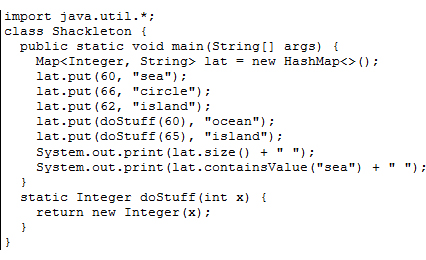 import java.util.*;
class Shackleton {
  public static void main(String[] args) {
    Map<Integer, String> lat = new HashMap<>();
    lat.put(60, "sea");
    lat.put(66, "circle");
    lat.put(62, "island");
    lat.put(doStuff(60), "ocean");
    lat.put(doStuff(65), "island");
    System.out.print(lat.size() + " ");
    System.out.print(lat.containsValue("sea") + " ");
  }
  static Integer doStuff(int x) {
    return new Integer(x);
  }
}